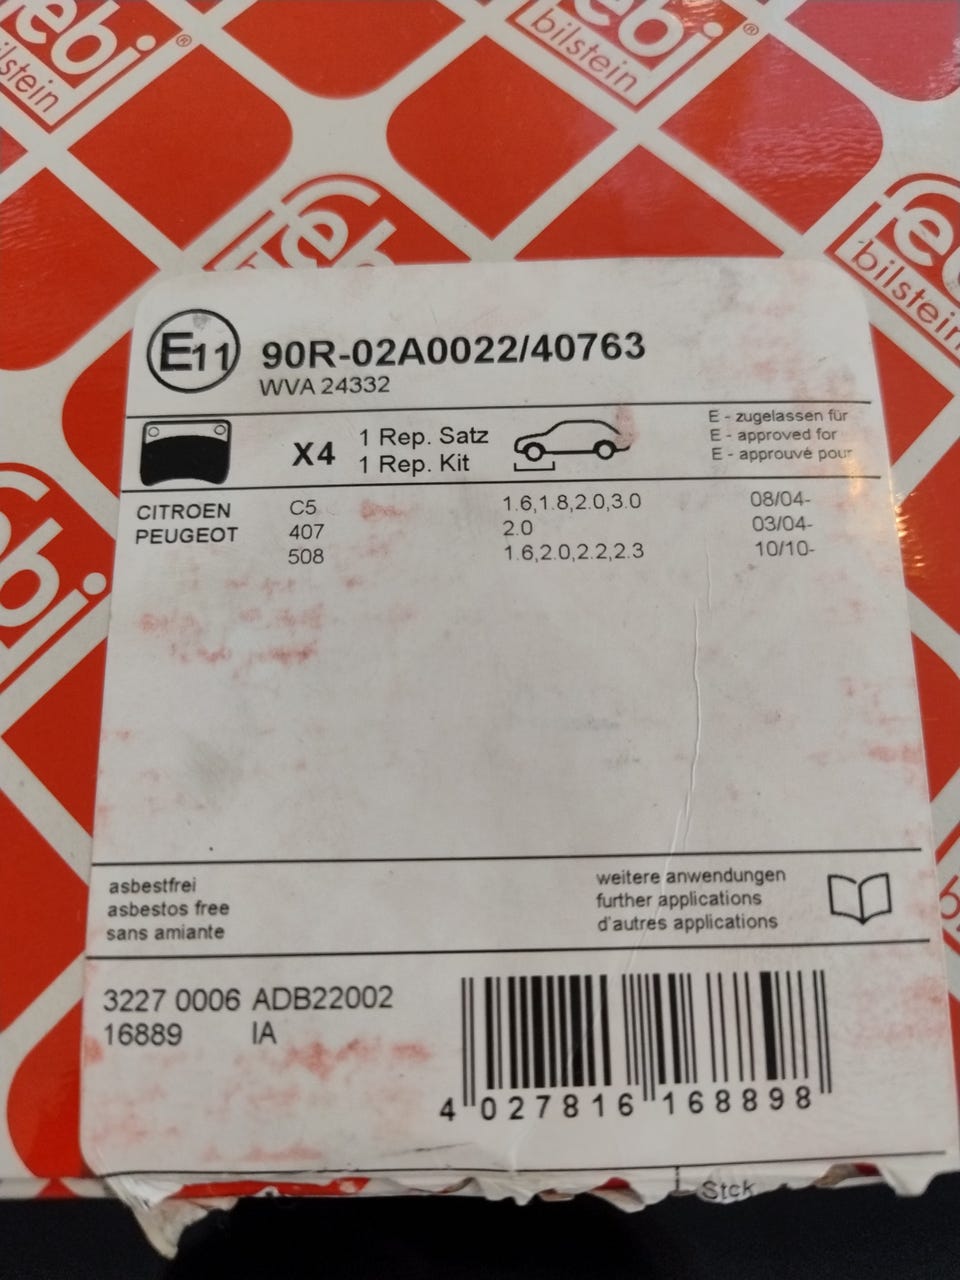 febi ®
bilstein
febi ®
bilstein
febi
febi
bilstein
E11 90R-02A0022/40763
WVA 24332
X4 1 Rep. Satz
1 Rep. Kit
E - zugelassen für
E - approved for
E - approuvé pour
CITROEN C5 1.6,1.8,2.0,3.0 08/04-
PEUGEOT 407 2.0 03/04-
508 1.6,2.0,2.2,2.3 10/10-
febi
asbestfrei
asbestos free
sans amiante
weitere anwendungen
further applications
d'autres applications
3227 0006 ADB22002
16889 IA
4 027816 168898
Stck